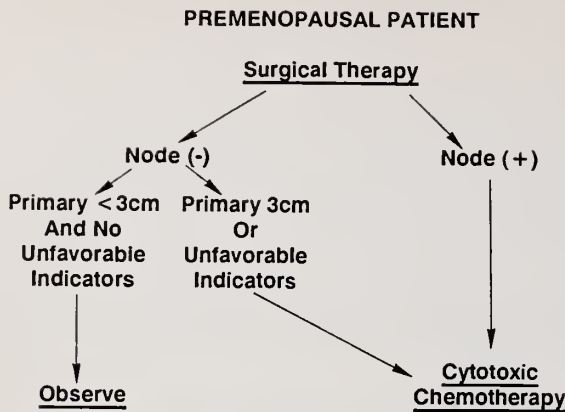 PREMENOPAUSAL PATIENT
Surgical Therapy
Node (-)
Node (+)
Primary <3cm
And No
Unfavorable
Indicators
Primary 3cm
Or
Unfavorable
Indicators
Observe
Cytotoxic
Chemotherapy